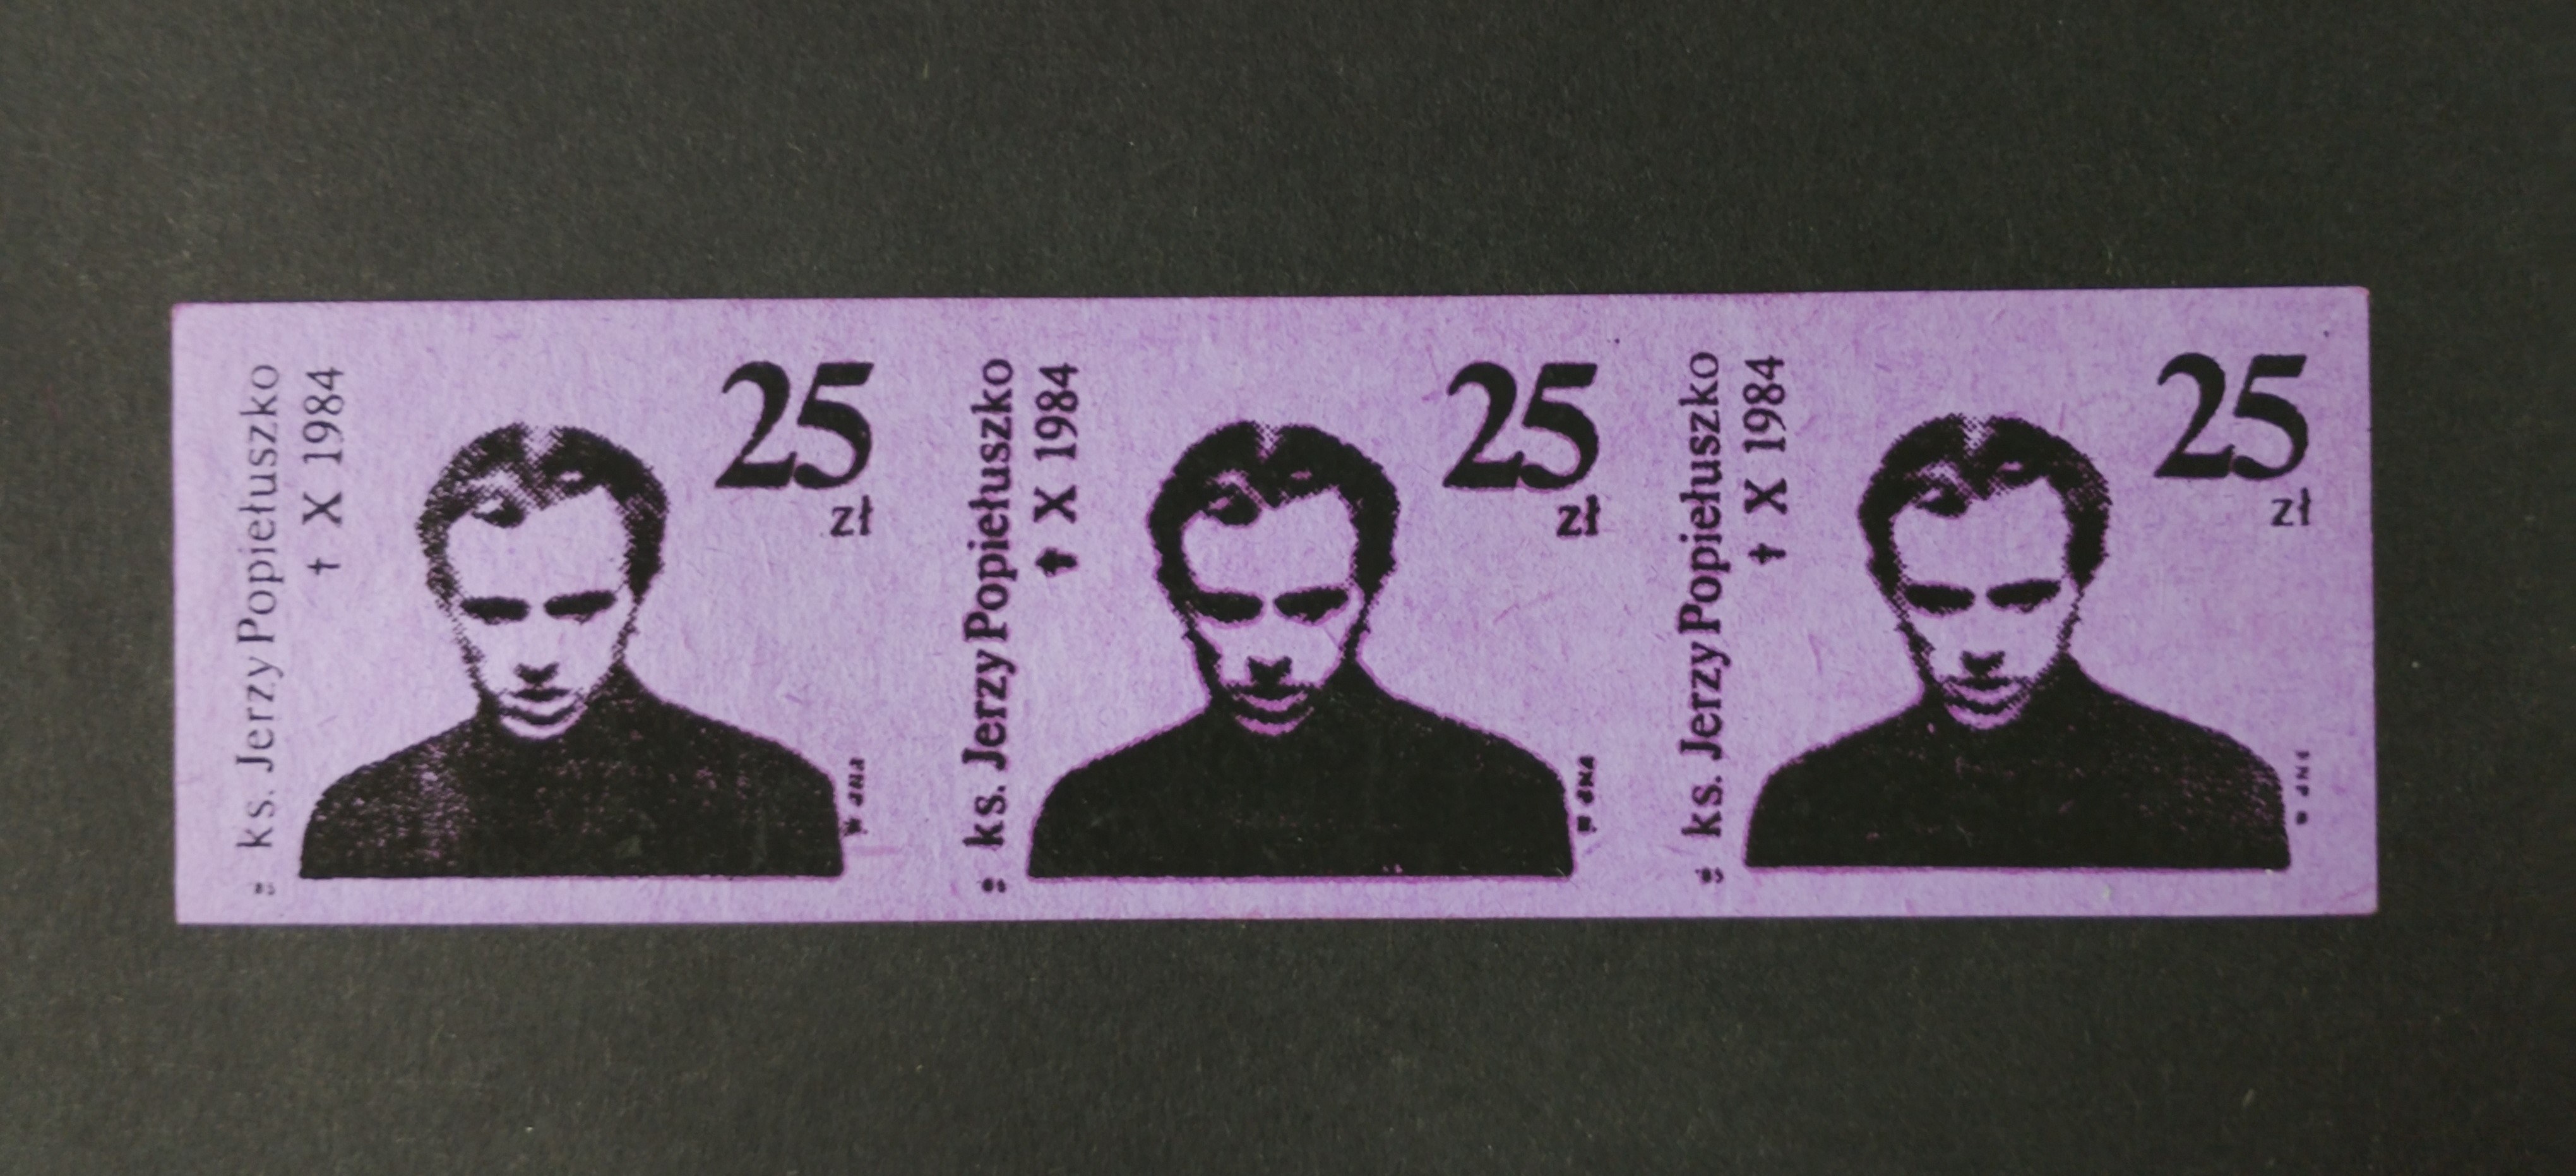 ks. Jerzy Popiełuszko
† X 1984
25
zł
ks. Jerzy Popiełuszko
† X 1984
25
zł
ks. Jerzy Popiełuszko
† X 1984
25
zł